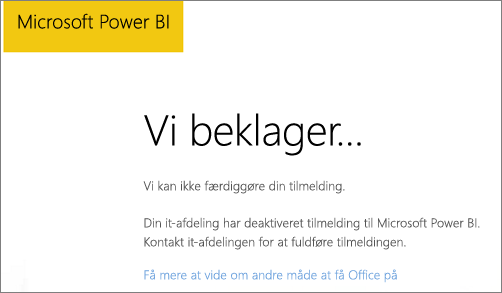 Microsoft Power BI
Vi beklager...
Vi kan ikke færdiggøre din tilmelding.
Din it-afdeling har deaktiveret tilmelding til Microsoft Power BI.
Kontakt it-afdelingen for at fuldføre tilmeldingen.
Få mere at vide om andre måde at få Office på